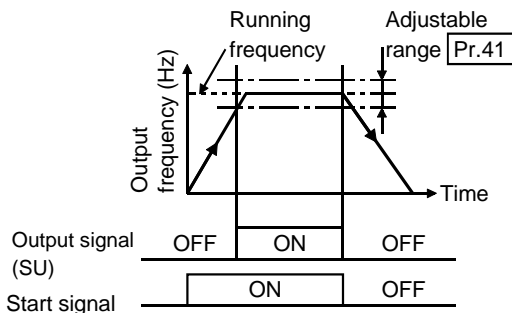 Running
frequency
Adjustable
range Pr.41
Output
frequency (Hz)
Time
Output signal
(SU)
OFF ON OFF
Start signal
ON OFF